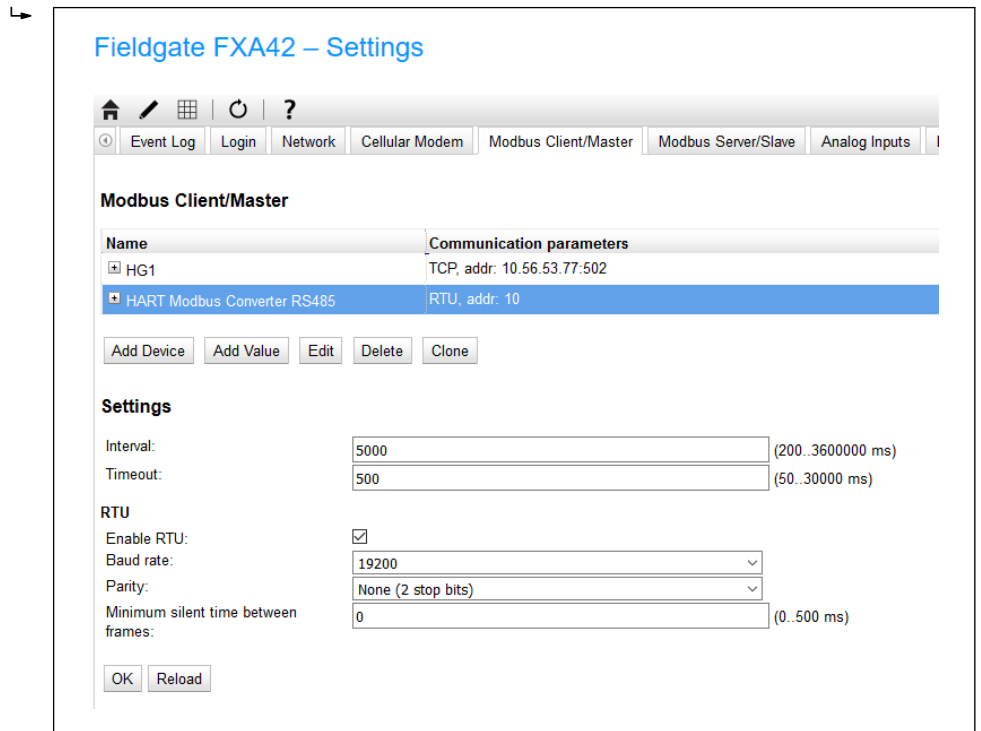 Fieldgate FXA42 – Settings
?
Event Log Login Network Cellular Modem Modbus Client/Master Modbus Server/Slave Analog Inputs
Modbus Client/Master
Name Communication parameters
HG1 TCP, addr: 10.56.53.77:502
HART Modbus Converter RS485 RTU, addr: 10
Add Device Add Value Edit Delete Clone
Settings
Interval: 5000 (200..3600000 ms)
Timeout: 500 (50..30000 ms)
RTU
Enable RTU:
Baud rate: 19200
Parity: None (2 stop bits)
Minimum silent time between
frames: 0 (0..500 ms)
OK Reload